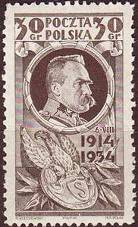 30 GR POCZTA POLSKA 30 GR
6·VIII
1914
1934